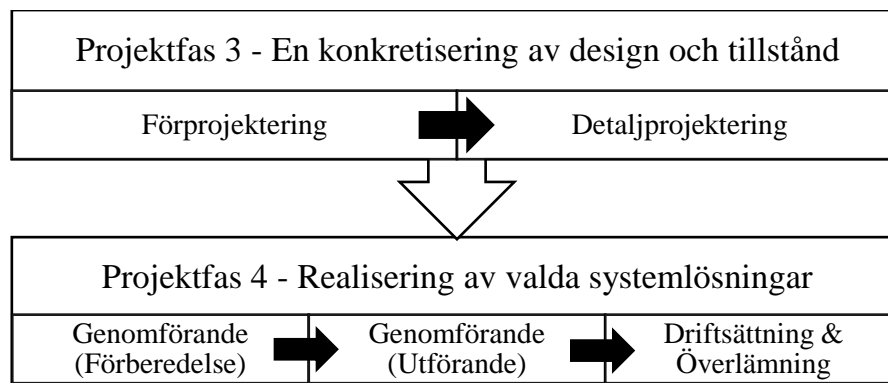 Projektfas 3 - En konkretisering av design och tillstånd
Förprojektering
Detaljprojektering
Projektfas 4 - Realisering av valda systemlösningar
Genomförande
(Förberedelse)
Genomförande
(Utförande)
Driftsättning &
Överlämning